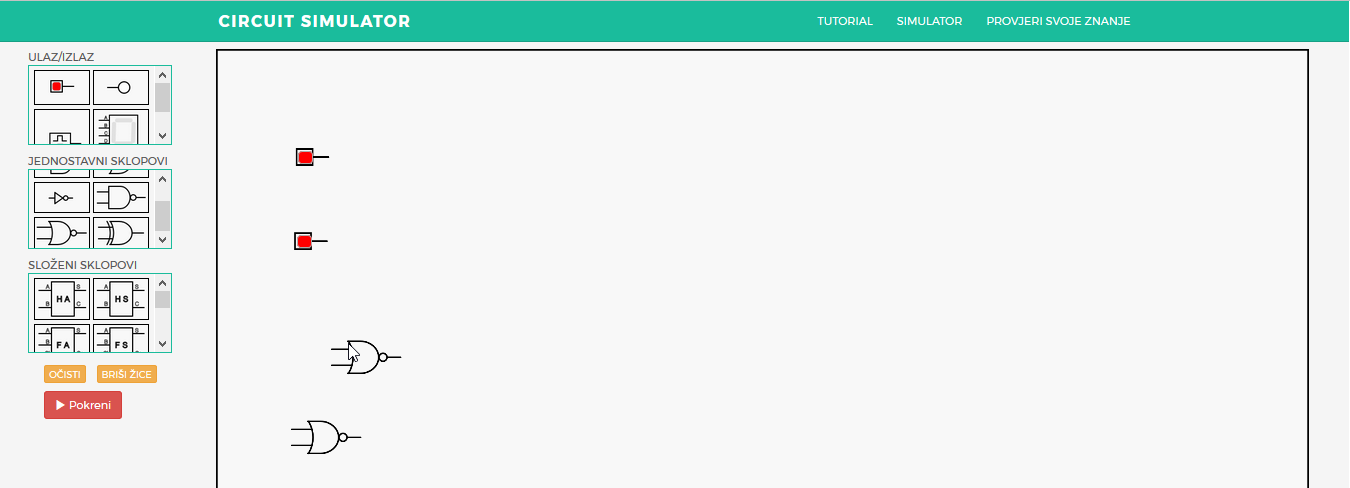 CIRCUIT SIMULATOR
TUTORIAL SIMULATOR PROVJERI SVOJE ZNANJE
ULAZ/IZLAZ
A
B
C
D
JEDNOSTAVNI SKLOPOVI
SLOŽENI SKLOPOVI
A S A S
HA HS
B C B C
A S A S
B B
FA FS
OČISTI BRIŠI ŽICE
Pokreni